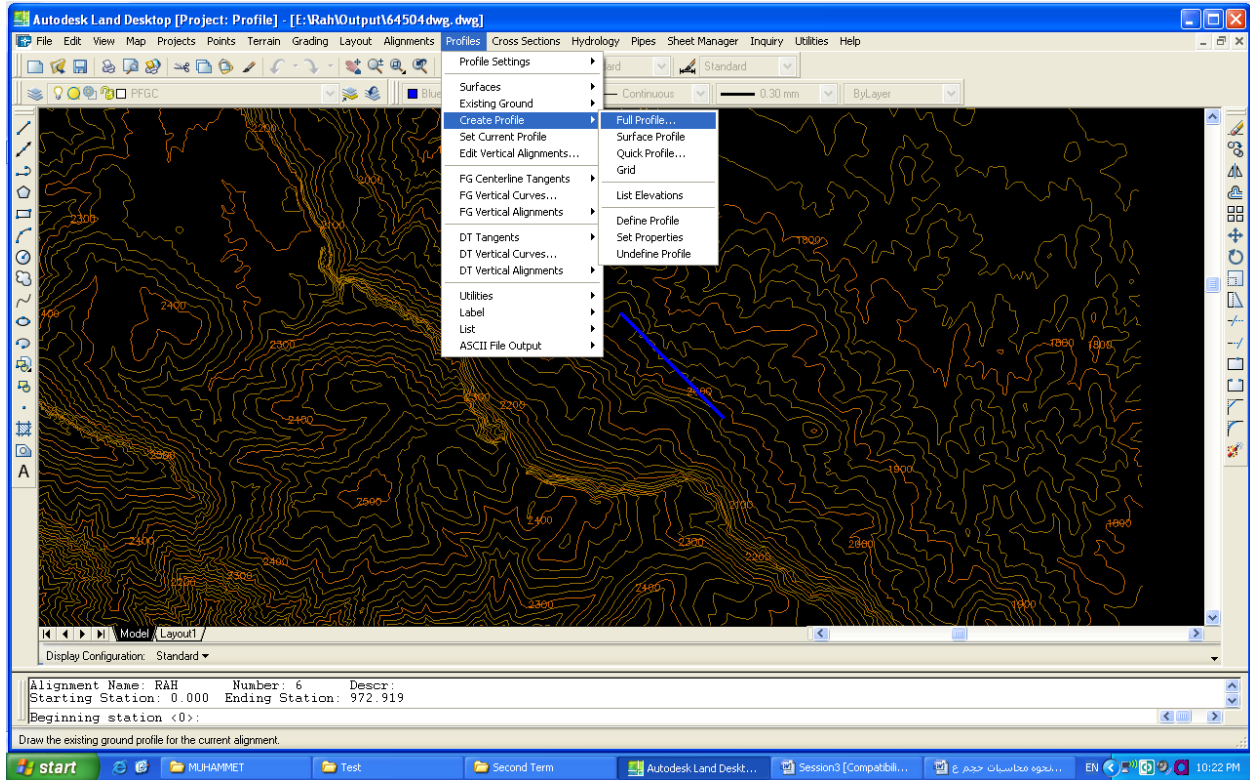 Autodesk Land Desktop [Project: Profile] - [E:\Rah\Output\64504dwg.dwg]
File Edit View Map Projects Points Terrain Grading Layout Alignments Profiles Cross Sections Hydrology Pipes Sheet Manager Inquiry Utilities Help
Standard
PFGC
Blue
Continuous
0.30 mm
ByLayer
Profile Settings
Surfaces
Existing Ground
Create Profile
Set Current Profile
Edit Vertical Alignments...
FG Centerline Tangents
FG Vertical Curves...
FG Vertical Alignments
DT Tangents
DT Vertical Curves...
DT Vertical Alignments
Utilities
Label
List
ASCII File Output
Full Profile...
Surface Profile
Quick Profile...
Grid
List Elevations
Define Profile
Set Properties
Undefine Profile
2200
2300
2400
2300
2400
2200
2500
2400
2300
2400
2300
2100
2200
2000
1900
1800
1800
1800
1900
Model Layout1
Display Configuration: Standard
Alignment Name: RAH Number: 6 Descr:
Starting Station: 0.000 Ending Station: 972.919
Beginning station <0>:
Draw the existing ground profile for the current alignment.
start
MUHAMMET
Test
Second Term
Autodesk Land Deskt...
Session3 [Compatibili...
نحوه محاسبات حجم ع...
EN
10:22 PM